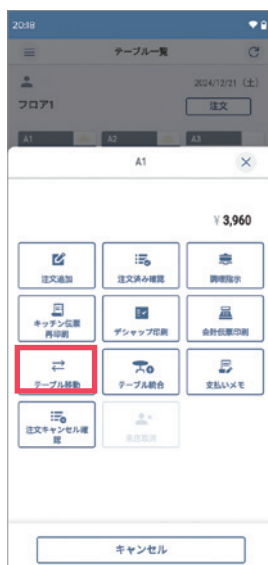 20:18
テーブル一覧
2024/12/21 (土)
フロア1
注文
A1
A2
A3
A1
¥ 3,960
注文追加
注文済み確認
調理指示
キッチン伝票
再印刷
デシャップ印刷
会計伝票印刷
テーブル移動
テーブル統合
支払いメモ
注文キャンセル確
認
来店取消
キャンセル